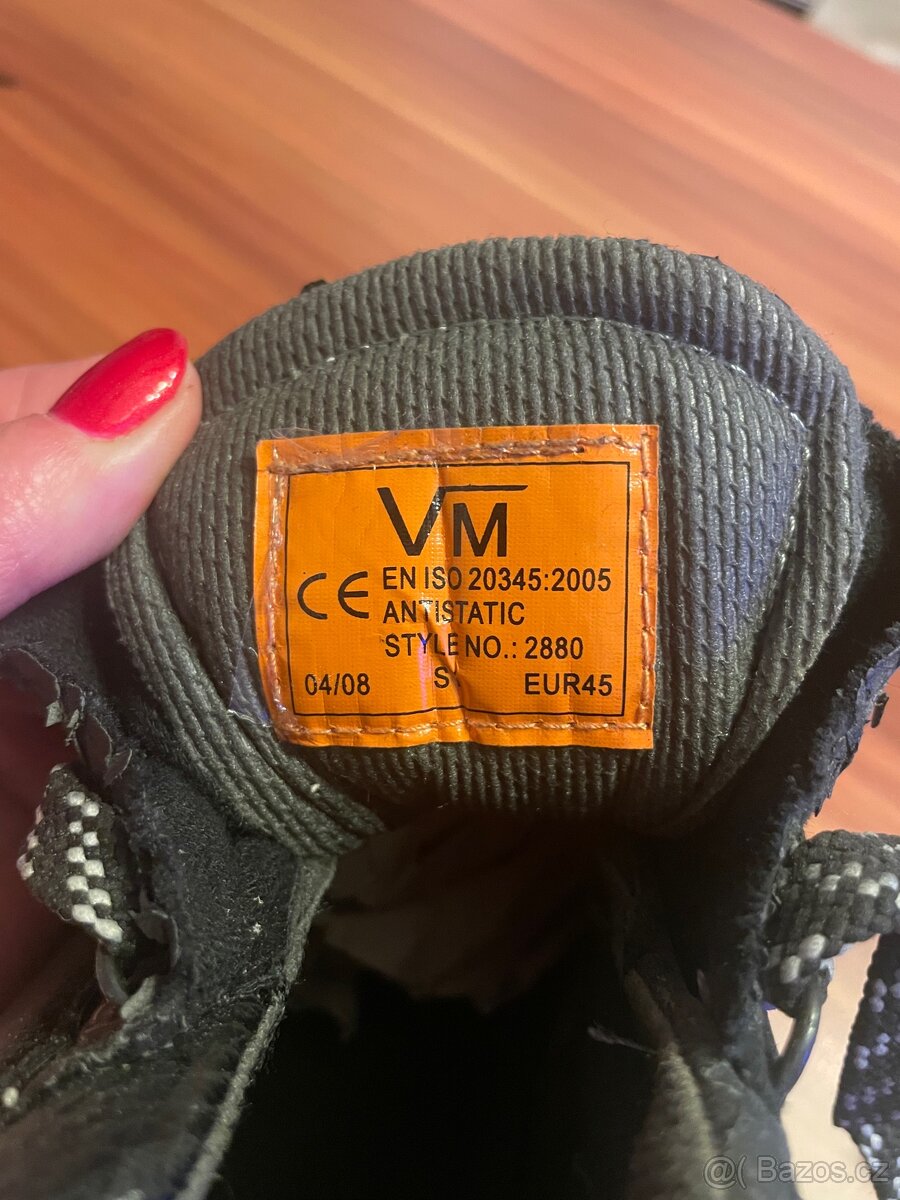 VM
CE EN ISO 20345:2005
ANTISTATIC
STYLE NO.: 2880
04/08 EUR45
@( Bazos.cz